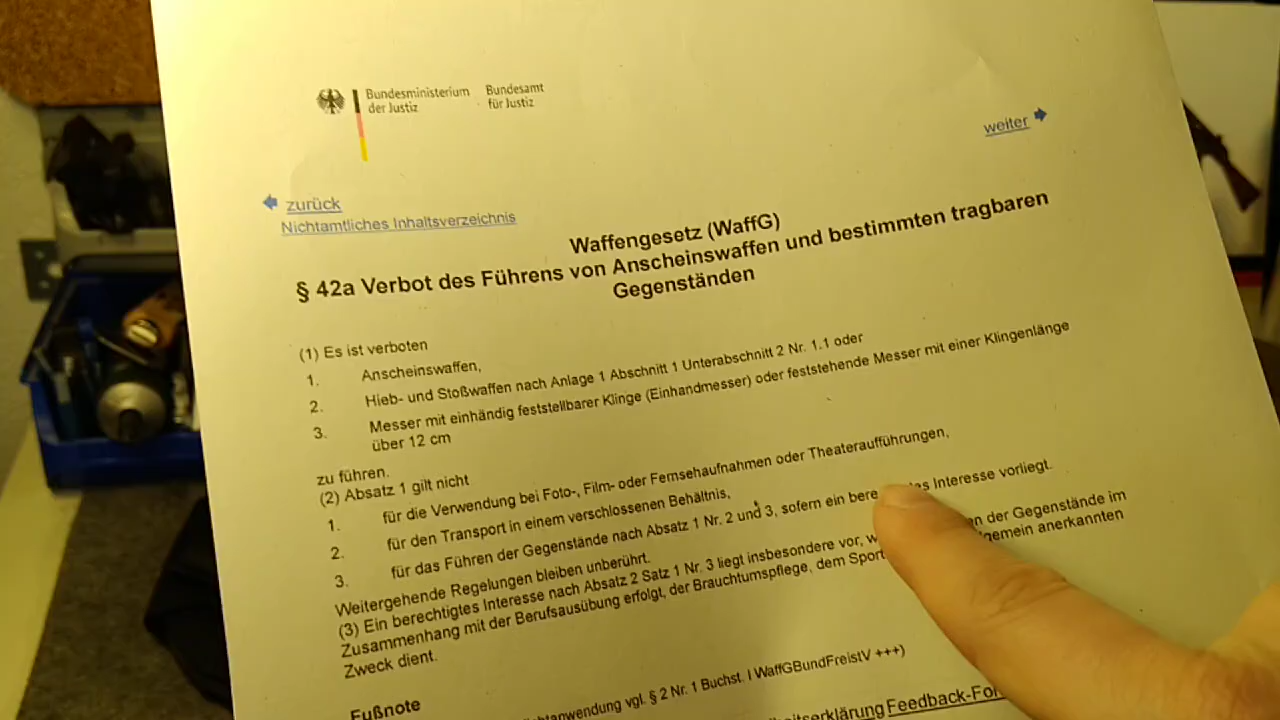 Bundesministerium der Justiz
Bundesamt für Justiz
weiter
zurück
Nichtamtliches Inhaltsverzeichnis
Waffengesetz (WaffG)
§ 42a Verbot des Führens von Anscheinswaffen und bestimmten tragbaren
Gegenständen
(1) Es ist verboten
1. Anscheinswaffen,
2. Hieb- und Stoßwaffen nach Anlage 1 Abschnitt 1 Unterabschnitt 2 Nr. 1.1 oder
3. Messer mit einhändig feststellbarer Klinge (Einhandmesser) oder feststehende Messer mit einer Klingenlänge
über 12 cm
zu führen.
(2) Absatz 1 gilt nicht
1. für die Verwendung bei Foto-, Film- oder Fernsehaufnahmen oder Theateraufführungen,
2. für den Transport in einem verschlossenen Behältnis,
3. für das Führen der Gegenstände nach Absatz 1 Nr. 2 und 3, sofern ein Interesse vorliegt.
Weitergehende Regelungen bleiben unberührt.
(3) Ein berechtigtes Interesse nach Absatz 2 Satz 1 Nr. 3 liegt insbesondere vor, der Gegenstände im
Zusammenhang mit der Berufsausübung erfolgt, der Brauchtumspflege, dem Sport anerkannten
Zweck dient.
Fußnote
vgl. § 2 Nr. 1 Buchst. l WaffGBundFreistV +++)